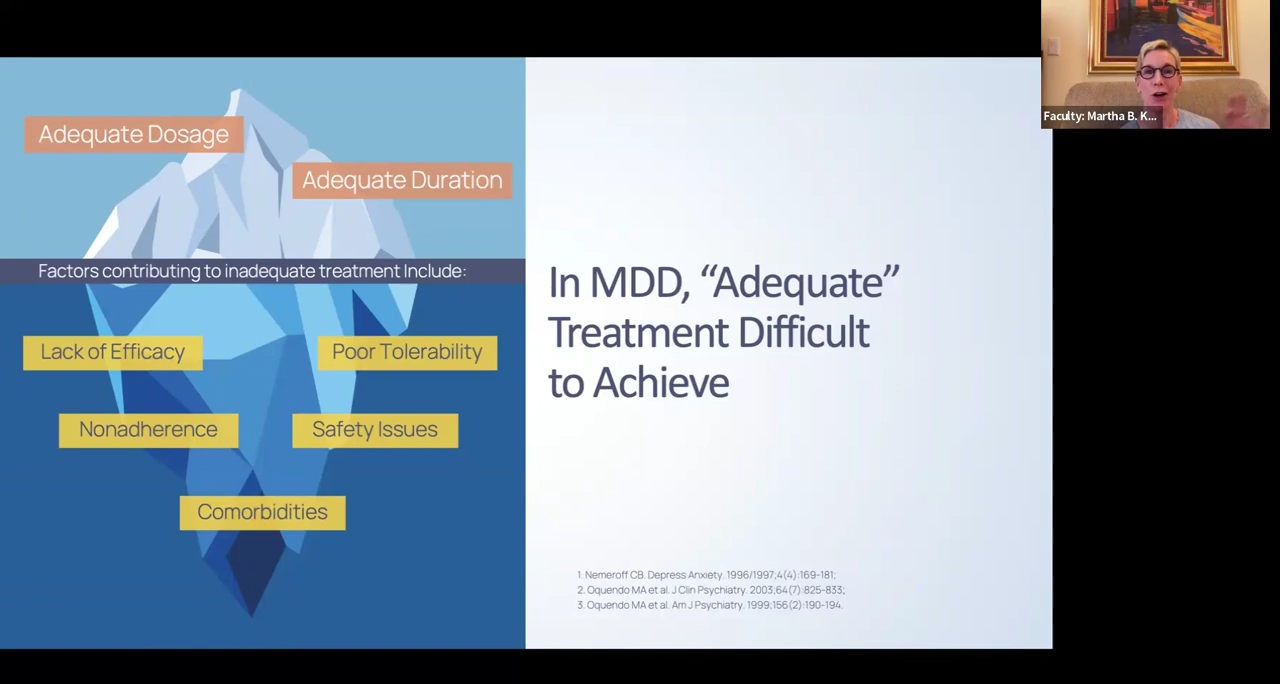 Adequate Dosage
Adequate Duration
Factors contributing to inadequate treatment Include:
Lack of Efficacy
Poor Tolerability
Nonadherence
Safety Issues
Comorbidities
In MDD, “Adequate”
Treatment Difficult
to Achieve
1. Nemeroff CB. Depress Anxiety. 1996/1997;4(4):169-181;
2. Oquendo MA et al. J Clin Psychiatry. 2003;64(7):825-833;
3. Oquendo MA et al. Am J Psychiatry. 1999;156(2):190-194.
Faculty: Martha B. K...